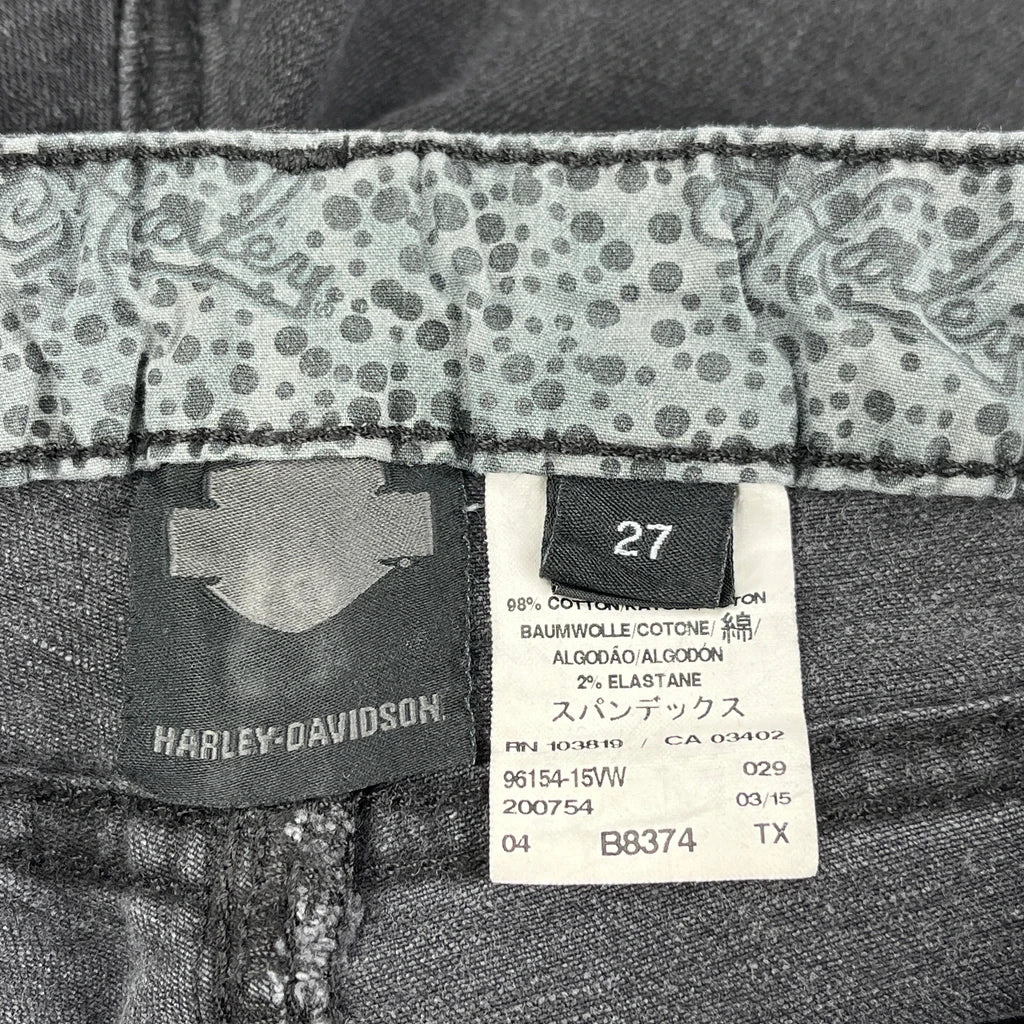 HARLEY-DAVIDSON
27
98% COTTON/
BAUMWOLLE/COTONE/綿/
ALGODÃO/ALGODÓN
2% ELASTANE
スパンデックス
RN 103819 / CA 03402
96154-15VW 029
200754 03/15
04 B8374 TX